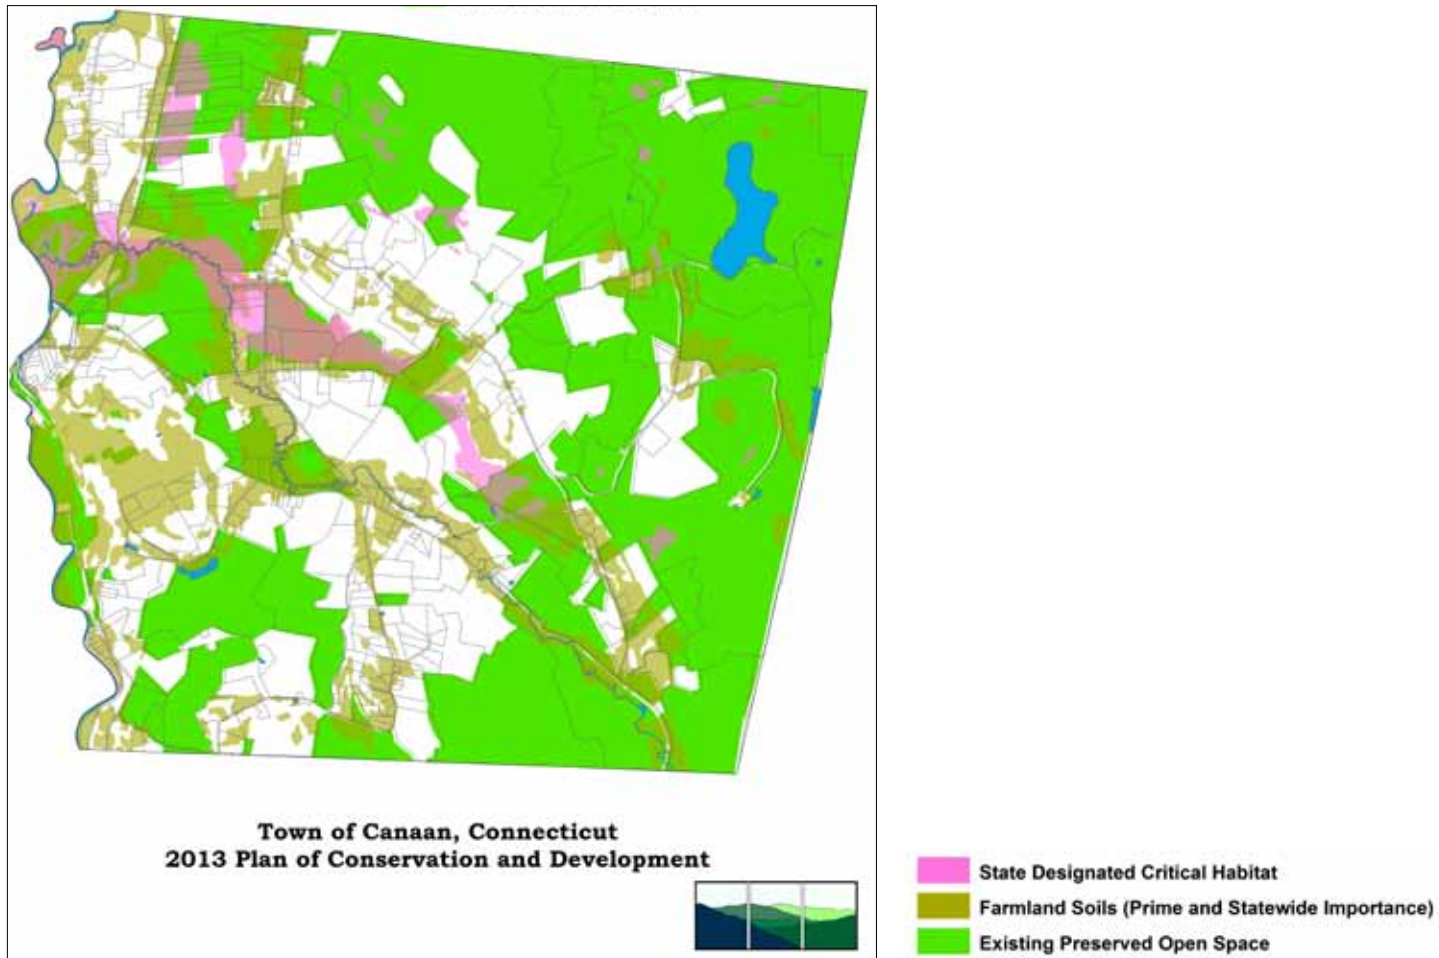 Town of Canaan, Connecticut
2013 Plan of Conservation and Development
State Designated Critical Habitat
Farmland Soils (Prime and Statewide Importance)
Existing Preserved Open Space